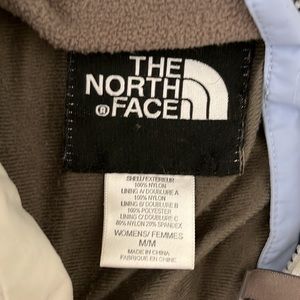 THE
NORTH
® FACE
SHELL/ EXTERIEUR
100% NYLON
LINING C/ DOUBLURE A
100% NYLON
LINING C/ DOUBLURE B
100% POLYESTER
LINING C/ DOUBLURE C
80% NYLON 20% SPANDEX
WOMENS/ FEMMES
M/M
MADE IN CHINA
FABRIQUE EN CHINE